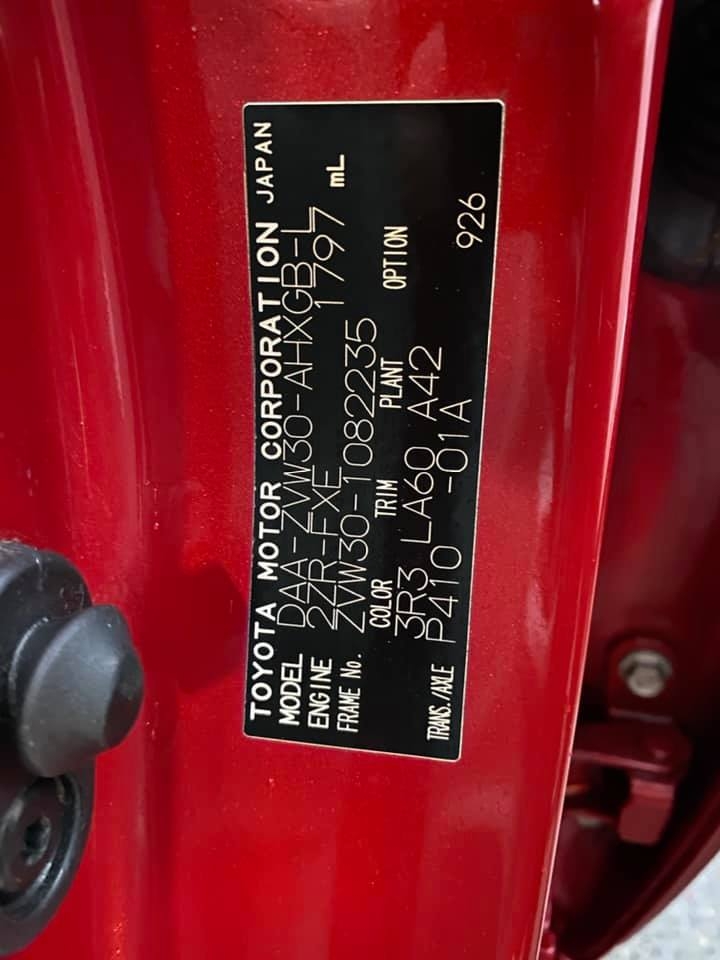 TOYOTA MOTOR CORPORATION JAPAN
MODEL DAA-ZVW30-AHXGB-L
ENGINE 2ZR-FXE 1797 mL
FRAME No. ZVW30-1082235
COLOR TRIM PLANT OPTION
3R3 LA60 A42
TRANS./AXLE P410 -01A 926